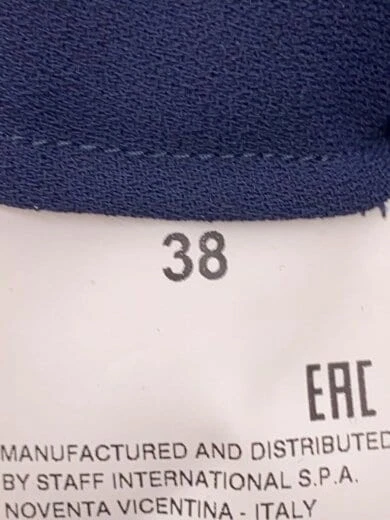 38
EAC
MANUFACTURED AND DISTRIBUTED
BY STAFF INTERNATIONAL S.P.A.
NOVENTA VICENTINA - ITALY